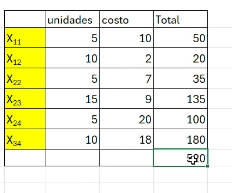 unidades costo Total
X₁₁ 5 10 50
X₁₂ 10 2 20
X₂₂ 5 7 35
X₂₃ 15 9 135
X₂₄ 5 20 100
X₃₄ 10 18 180